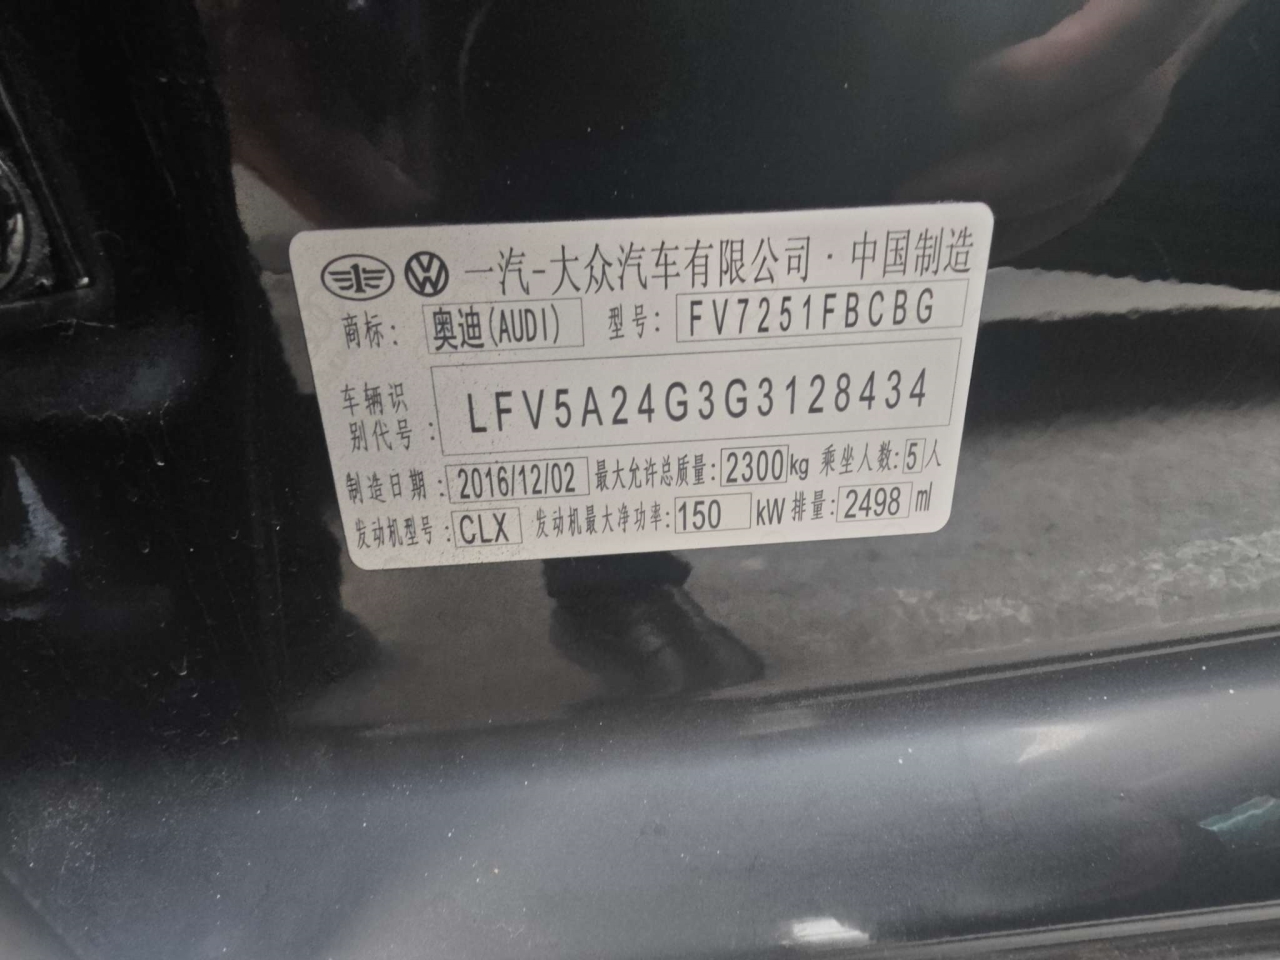 一汽-大众汽车有限公司·中国制造
商标: 奥迪(AUDI) 型号: FV7251FBCBG
车辆识别代号: LFV5A24G3G3128434
制造日期: 2016/12/02 最大允许总质量: 2300kg 乘坐人数: 5人
发动机型号: CLX 发动机最大净功率: 150 kW 排量: 2498 ml